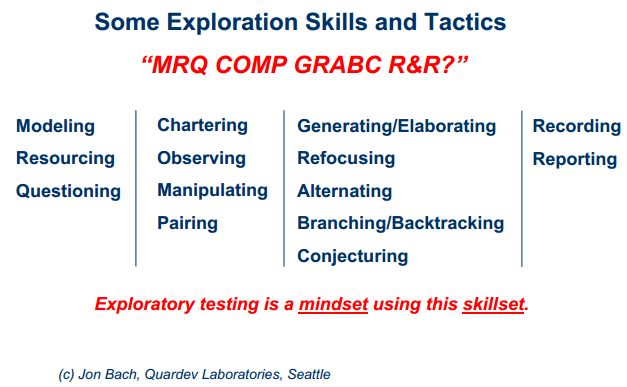 Some Exploration Skills and Tactics
“MRQ COMP GRABC R&R?”
Modeling
Resourcing
Questioning
Chartering
Observing
Manipulating
Pairing
Generating/Elaborating
Refocusing
Alternating
Branching/Backtracking
Conjecturing
Recording
Reporting
Exploratory testing is a mindset using this skillset.
(c) Jon Bach, Quardev Laboratories, Seattle